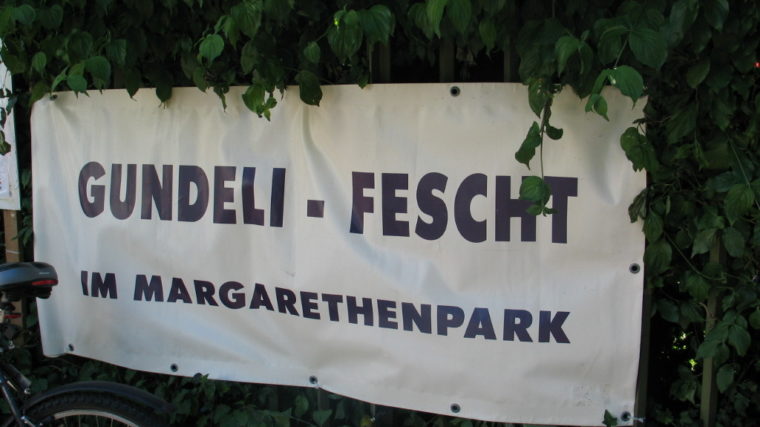 GUNDELI - FESCHT
IM MARGARETHENPARK